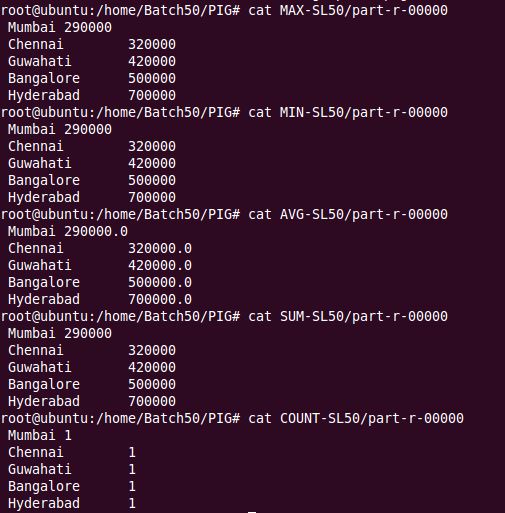 root@ubuntu:/home/Batch50/PIG# cat MAX-SL50/part-r-00000
Mumbai 290000
Chennai 320000
Guwahati 420000
Bangalore 500000
Hyderabad 700000
root@ubuntu:/home/Batch50/PIG# cat MIN-SL50/part-r-00000
Mumbai 290000
Chennai 320000
Guwahati 420000
Bangalore 500000
Hyderabad 700000
root@ubuntu:/home/Batch50/PIG# cat AVG-SL50/part-r-00000
Mumbai 290000.0
Chennai 320000.0
Guwahati 420000.0
Bangalore 500000.0
Hyderabad 700000.0
root@ubuntu:/home/Batch50/PIG# cat SUM-SL50/part-r-00000
Mumbai 290000
Chennai 320000
Guwahati 420000
Bangalore 500000
Hyderabad 700000
root@ubuntu:/home/Batch50/PIG# cat COUNT-SL50/part-r-00000
Mumbai 1
Chennai 1
Guwahati 1
Bangalore 1
Hyderabad 1